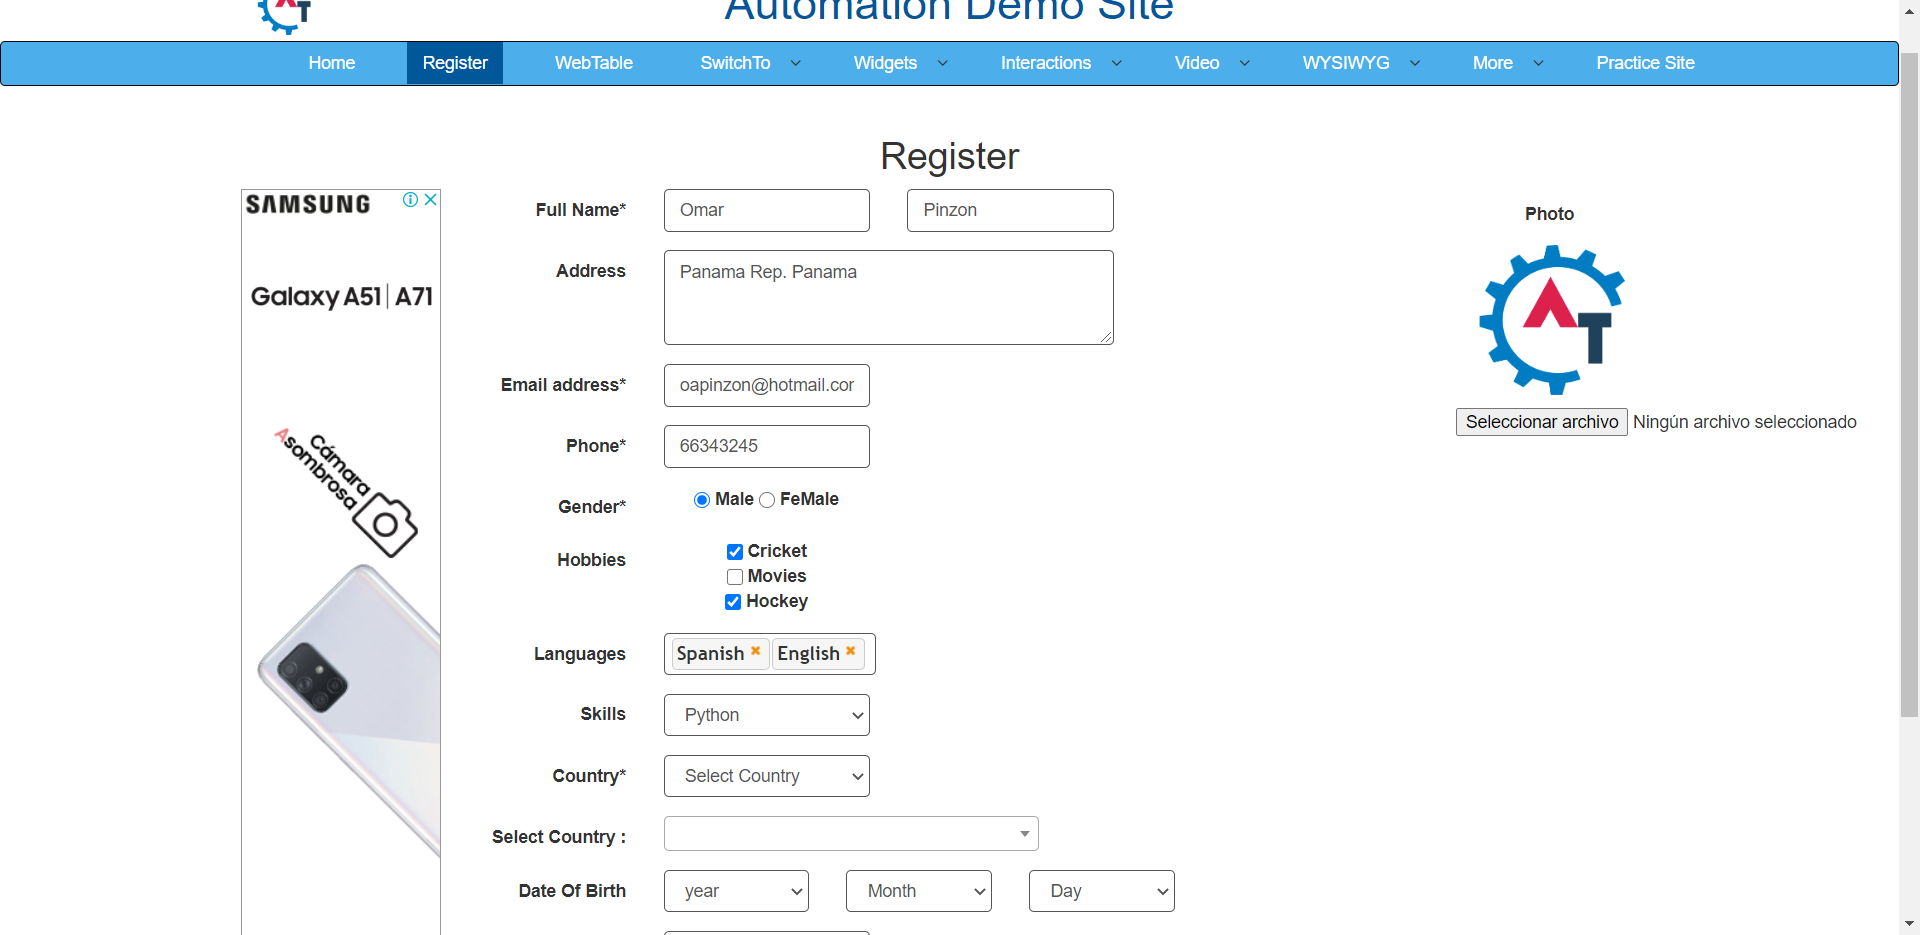 Automation Demo Site
Home Register WebTable SwitchTo Widgets Interactions Video WYSIWYG More Practice Site
Register
SAMSUNG
Galaxy A51 | A71
Cámara
Asombrosa
Full Name* Omar Pinzon
Address Panama Rep. Panama
Email address* oapinzon@hotmail.cor
Phone* 66343245
Gender* Male FeMale
Hobbies Cricket
Movies
Hockey
Languages Spanish English
Skills Python
Country* Select Country
Select Country :
Date Of Birth year Month Day
Photo
AT
Seleccionar archivo Ningún archivo seleccionado